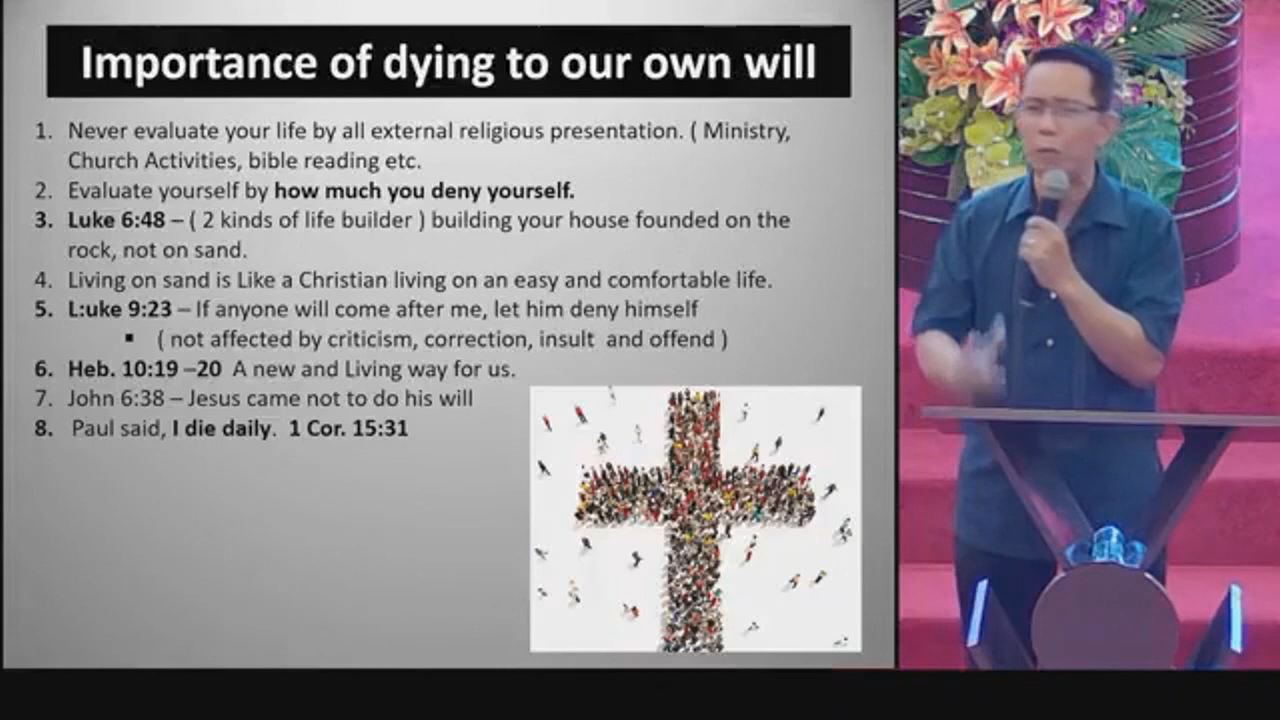 Importance of dying to our own will
1. Never evaluate your life by all external religious presentation. ( Ministry,
Church Activities, bible reading etc.
2. Evaluate yourself by how much you deny yourself.
3. Luke 6:48 – ( 2 kinds of life builder ) building your house founded on the
rock, not on sand.
4. Living on sand is Like a Christian living on an easy and comfortable life.
5. L:uke 9:23 – If anyone will come after me, let him deny himself
▪ ( not affected by criticism, correction, insult and offend )
6. Heb. 10:19 –20 A new and Living way for us.
7. John 6:38 – Jesus came not to do his will
8. Paul said, I die daily. 1 Cor. 15:31